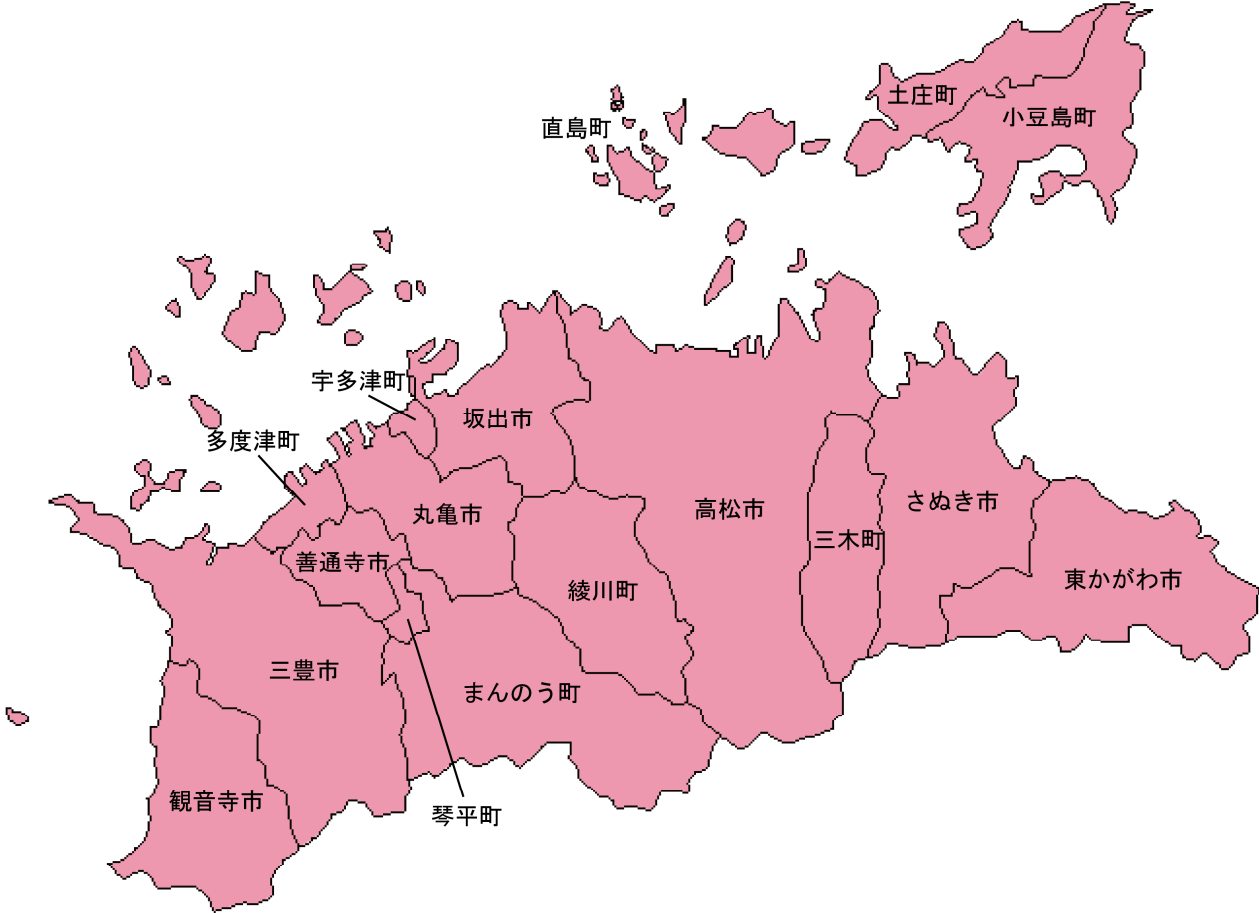 土庄町
小豆島町
直島町
宇多津町
坂出市
多度津町
丸亀市
高松市
さぬき市
三木町
善通寺市
綾川町
東かがわ市
三豊市
まんのう町
観音寺市
琴平町